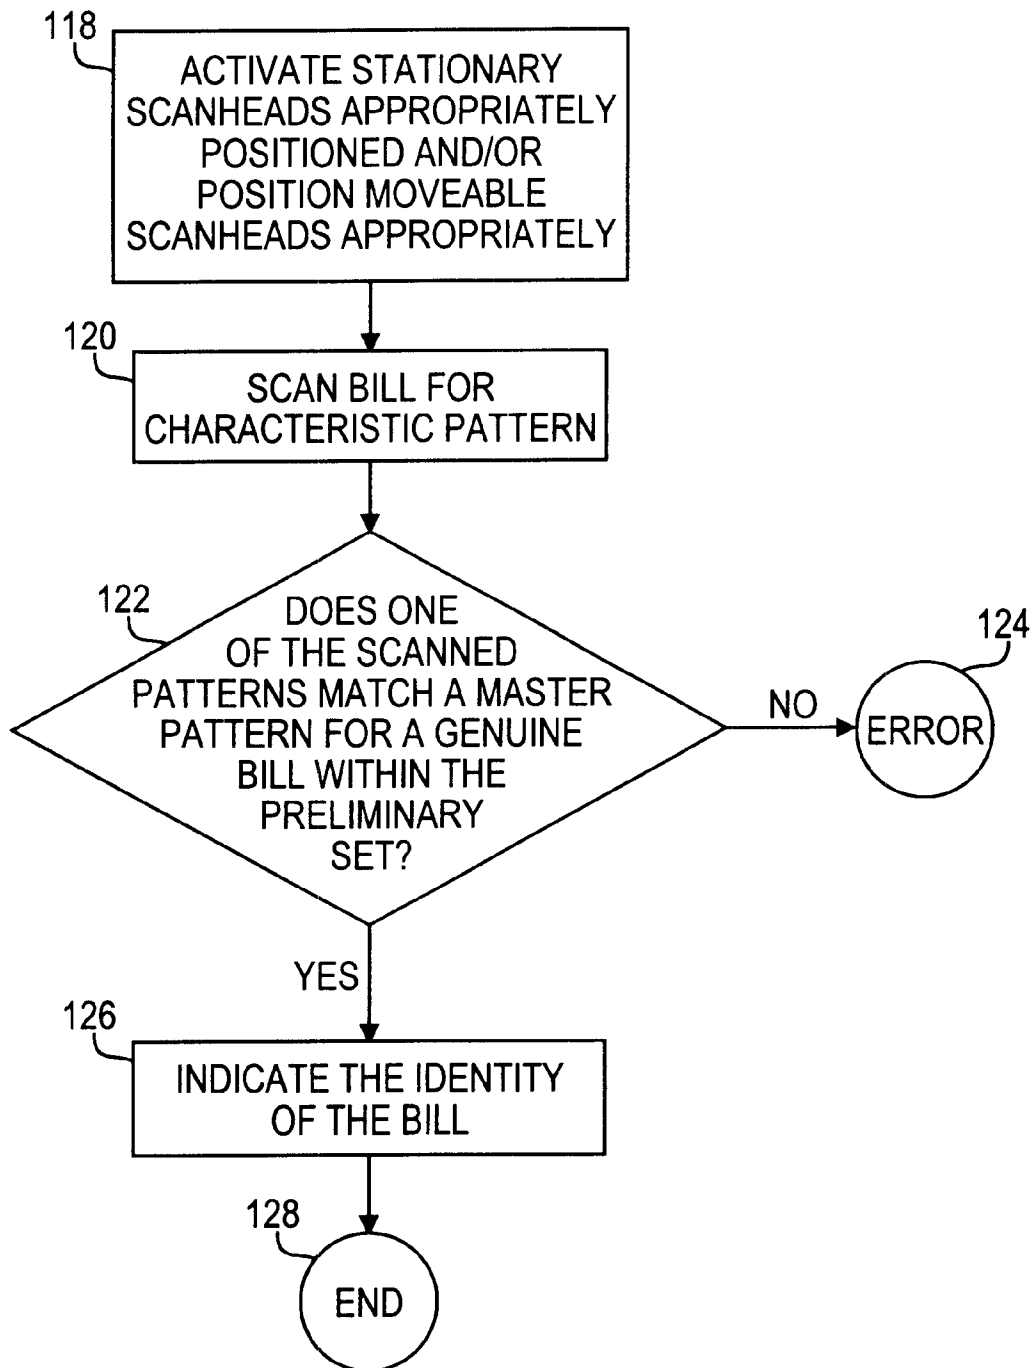 118
ACTIVATE STATIONARY
SCANHEADS APPROPRIATELY
POSITIONED AND/OR
POSITION MOVEABLE
SCANHEADS APPROPRIATELY
120
SCAN BILL FOR
CHARACTERISTIC PATTERN
122
DOES ONE
OF THE SCANNED
PATTERNS MATCH A MASTER
PATTERN FOR A GENUINE
BILL WITHIN THE
PRELIMINARY
SET?
NO
124
ERROR
YES
126
INDICATE THE IDENTITY
OF THE BILL
128
END